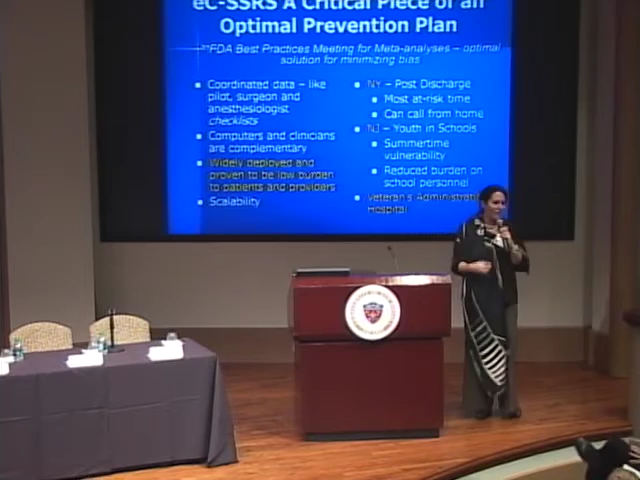 eC-SSRS A Critical Piece of an
Optimal Prevention Plan
FDA Best Practices Meeting for Meta-analyses – optimal
solution for minimizing bias
Coordinated data – like
pilot, surgeon and
anesthesiologist
checklists
Computers and clinicians
are complementary
Widely deployed and
proven to be low burden
to patients and providers
Scalability
NY – Post Discharge
Most at-risk time
Can call from home
NJ – Youth in Schools
Summertime
vulnerability
Reduced burden on
school personnel
Veteran's Administration
Hospital